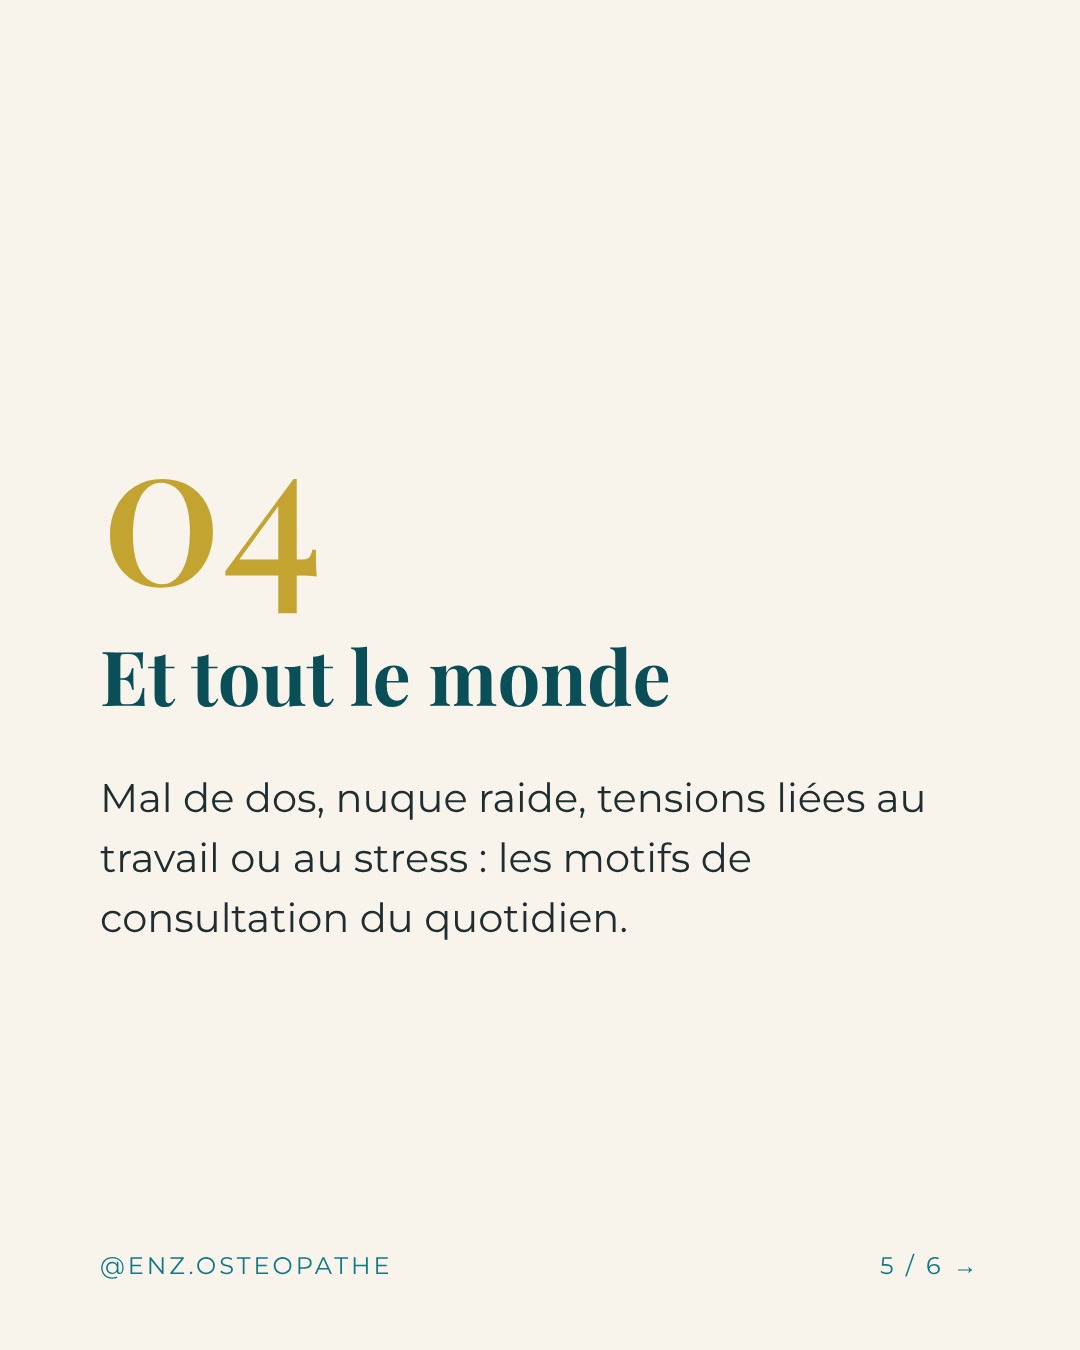 04
Et tout le monde
Mal de dos, nuque raide, tensions liées au
travail ou au stress : les motifs de
consultation du quotidien.
@ENZ.OSTEOPATHE
5 / 6 →